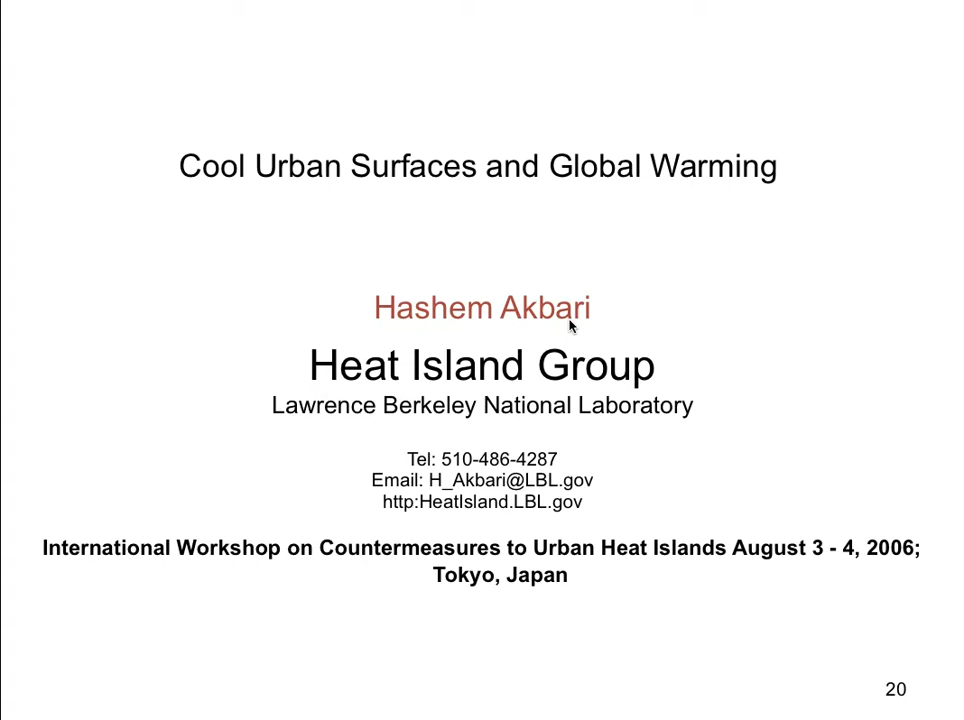 Cool Urban Surfaces and Global Warming
Hashem Akbari
Heat Island Group
Lawrence Berkeley National Laboratory
Tel: 510-486-4287
Email: H_Akbari@LBL.gov
http:HeatIsland.LBL.gov
International Workshop on Countermeasures to Urban Heat Islands August 3 - 4, 2006;
Tokyo, Japan
20